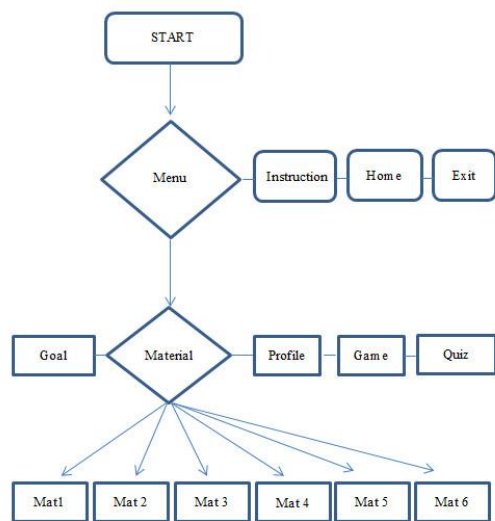 START
Menu
Instruction
Home
Exit
Goal
Material
Profile
Game
Quiz
Mat1
Mat 2
Mat 3
Mat 4
Mat 5
Mat 6